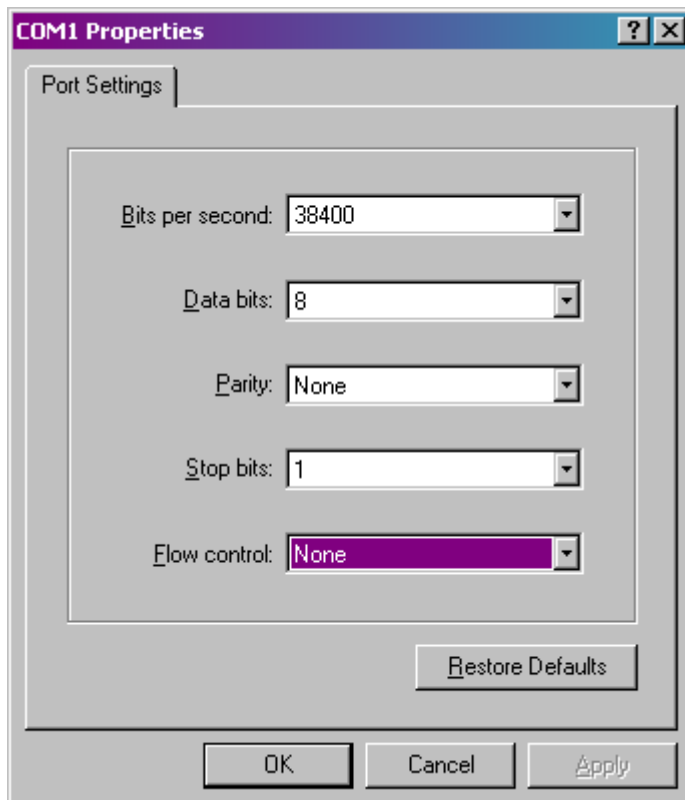 COM1 Properties
Port Settings
Bits per second: 38400
Data bits: 8
Parity: None
Stop bits: 1
Flow control: None
Restore Defaults
OK Cancel Apply